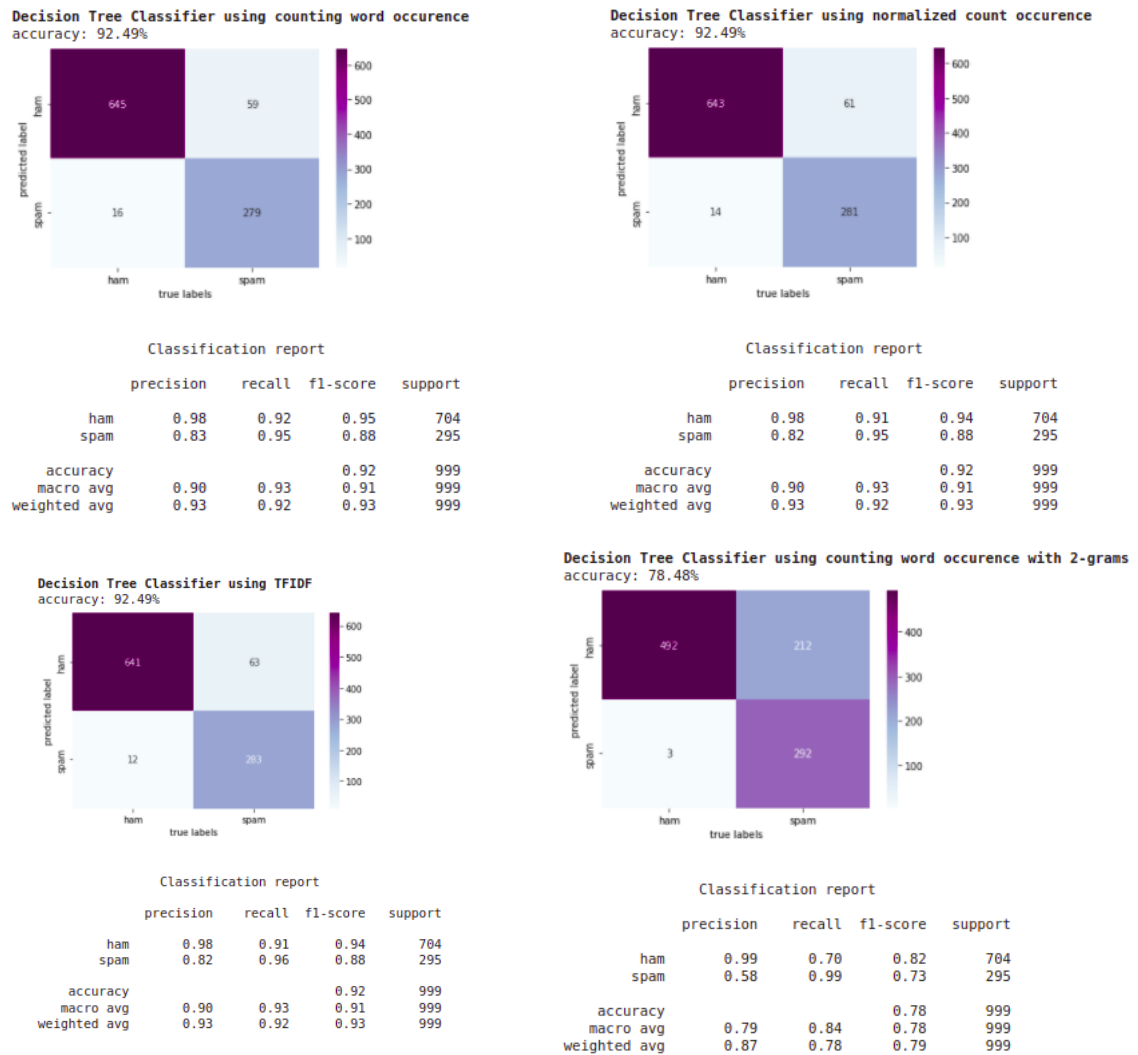 Decision Tree Classifier using counting word occurence
accuracy: 92.49%
600
500
400
300
200
100
predicted label
ham
spam
645
59
16
279
ham
spam
true labels
Classification report
precision recall f1-score support
ham 0.98 0.92 0.95 704
spam 0.83 0.95 0.88 295
accuracy 0.92 999
macro avg 0.90 0.93 0.91 999
weighted avg 0.93 0.92 0.93 999
Decision Tree Classifier using normalized count occurence
accuracy: 92.49%
600
500
400
300
200
100
predicted label
ham
spam
643
61
14
281
ham
spam
true labels
Classification report
precision recall f1-score support
ham 0.98 0.91 0.94 704
spam 0.82 0.95 0.88 295
accuracy 0.92 999
macro avg 0.90 0.93 0.91 999
weighted avg 0.93 0.92 0.93 999
Decision Tree Classifier using TFIDF
accuracy: 92.49%
600
500
400
300
200
100
predicted label
ham
spam
641
63
12
283
ham
spam
true labels
Classification report
precision recall f1-score support
ham 0.98 0.91 0.94 704
spam 0.82 0.96 0.88 295
accuracy 0.92 999
macro avg 0.90 0.93 0.91 999
weighted avg 0.93 0.92 0.93 999
Decision Tree Classifier using counting word occurence with 2-grams
accuracy: 78.48%
400
300
200
100
predicted label
ham
spam
492
212
3
292
ham
spam
true labels
Classification report
precision recall f1-score support
ham 0.99 0.70 0.82 704
spam 0.58 0.99 0.73 295
accuracy 0.78 999
macro avg 0.79 0.84 0.78 999
weighted avg 0.87 0.78 0.79 999